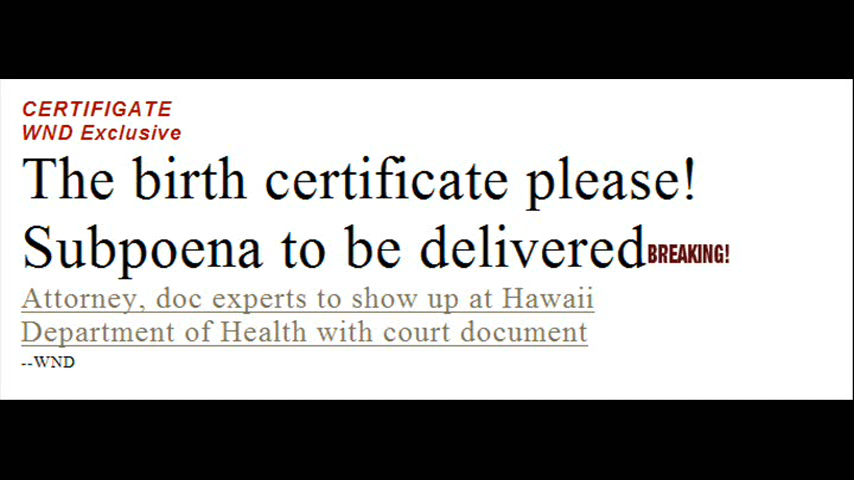 CERTIFIGATE
WND Exclusive
The birth certificate please!
Subpoena to be delivered BREAKING!
Attorney, doc experts to show up at Hawaii
Department of Health with court document
--WND